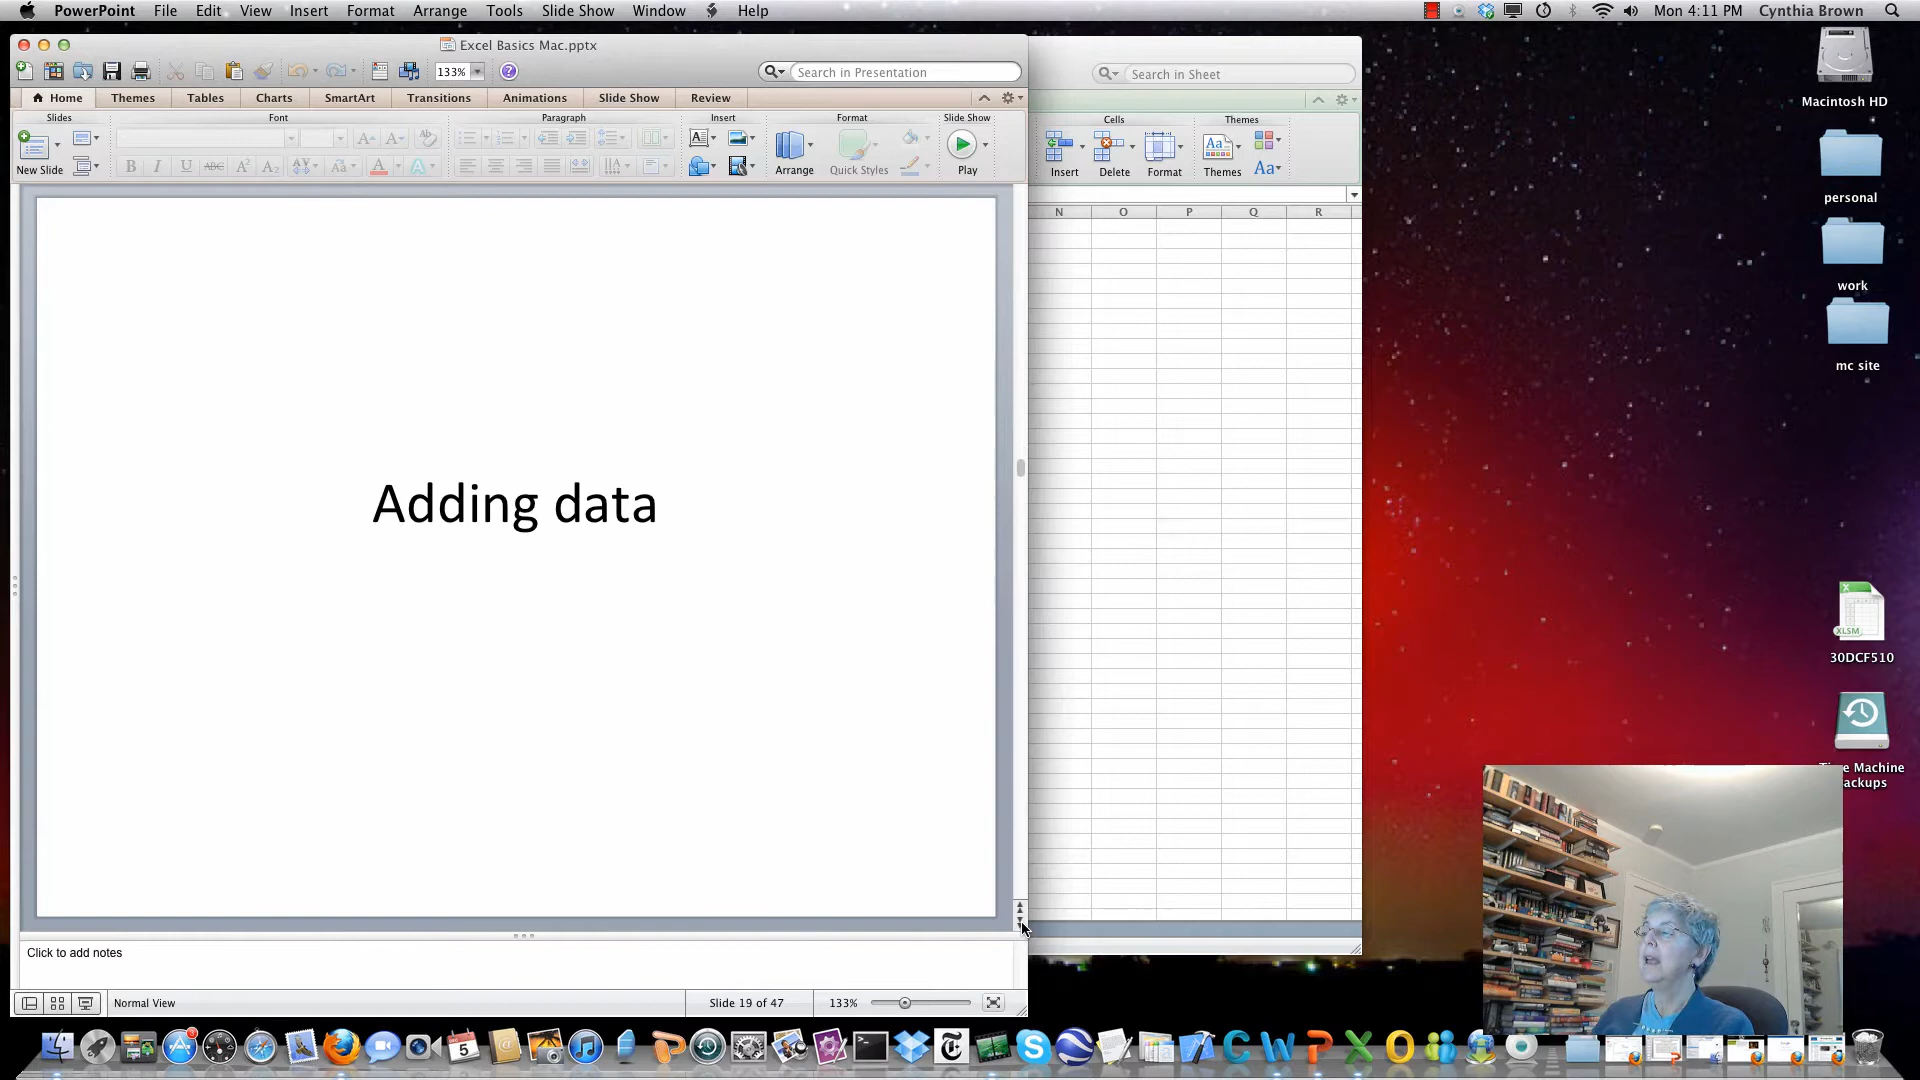 PowerPoint File Edit View Insert Format Arrange Tools Slide Show Window Help Mon 4:11 PM Cynthia Brown
Excel Basics Mac.pptx
133% Search in Presentation
Search in Sheet
Home Themes Tables Charts SmartArt Transitions Animations Slide Show Review
Slides Font Paragraph Insert Format Slide Show
New Slide Arrange Quick Styles Play
Cells Themes
Insert Delete Format Themes
N O P Q R
Adding data
Click to add notes
Normal View Slide 19 of 47 133%
Macintosh HD
personal
work
mc site
XLSM
30DCF510
Machine
ackups